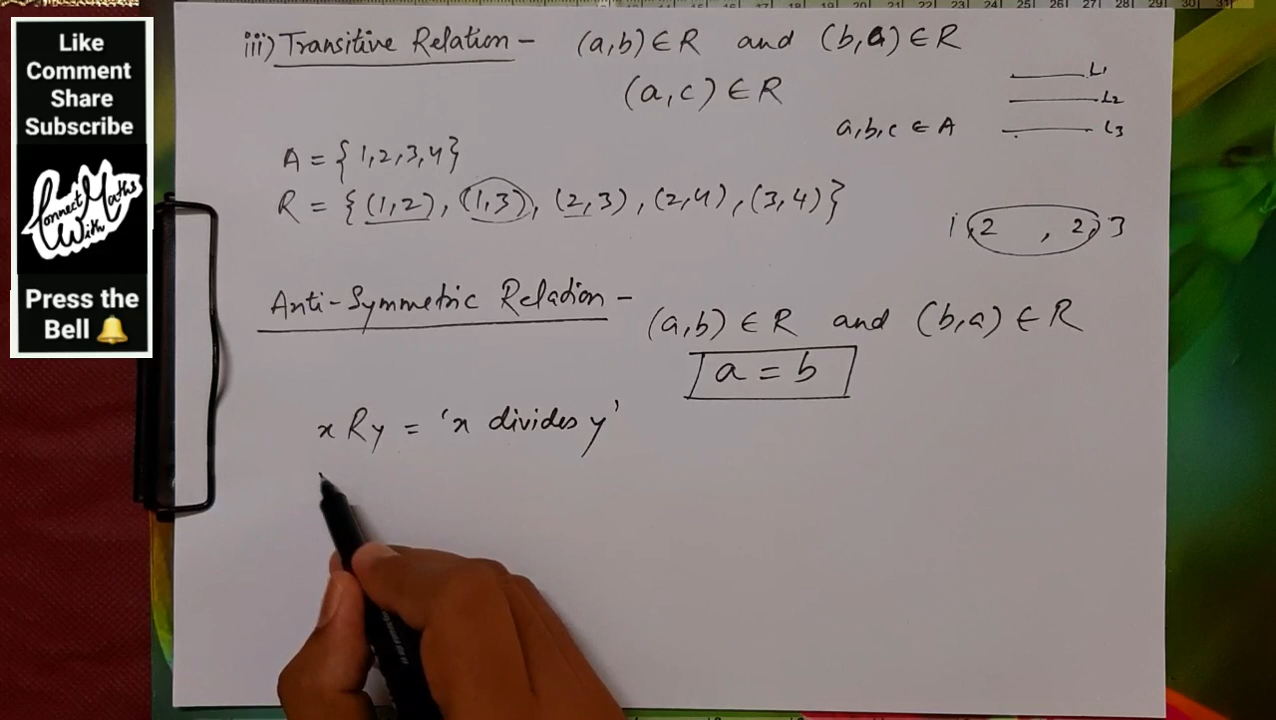 Like
Comment
Share
Subscribe
Connect Maths
With
Press the
Bell 🔔
iii) Transitive Relation - (a,b) ∈ R and (b,a) ∈ R
(a,c) ∈ R
L1
L2
a,b,c ∈ A L3
A = { 1,2,3,4}
R = {(1,2), (1,3), (2,3), (2,4), (3,4)}
1,2 , 2,3
Anti-Symmetric Relation -
(a,b) ∈ R and (b,a) ∈ R
a = b
x R y = 'x divides y'